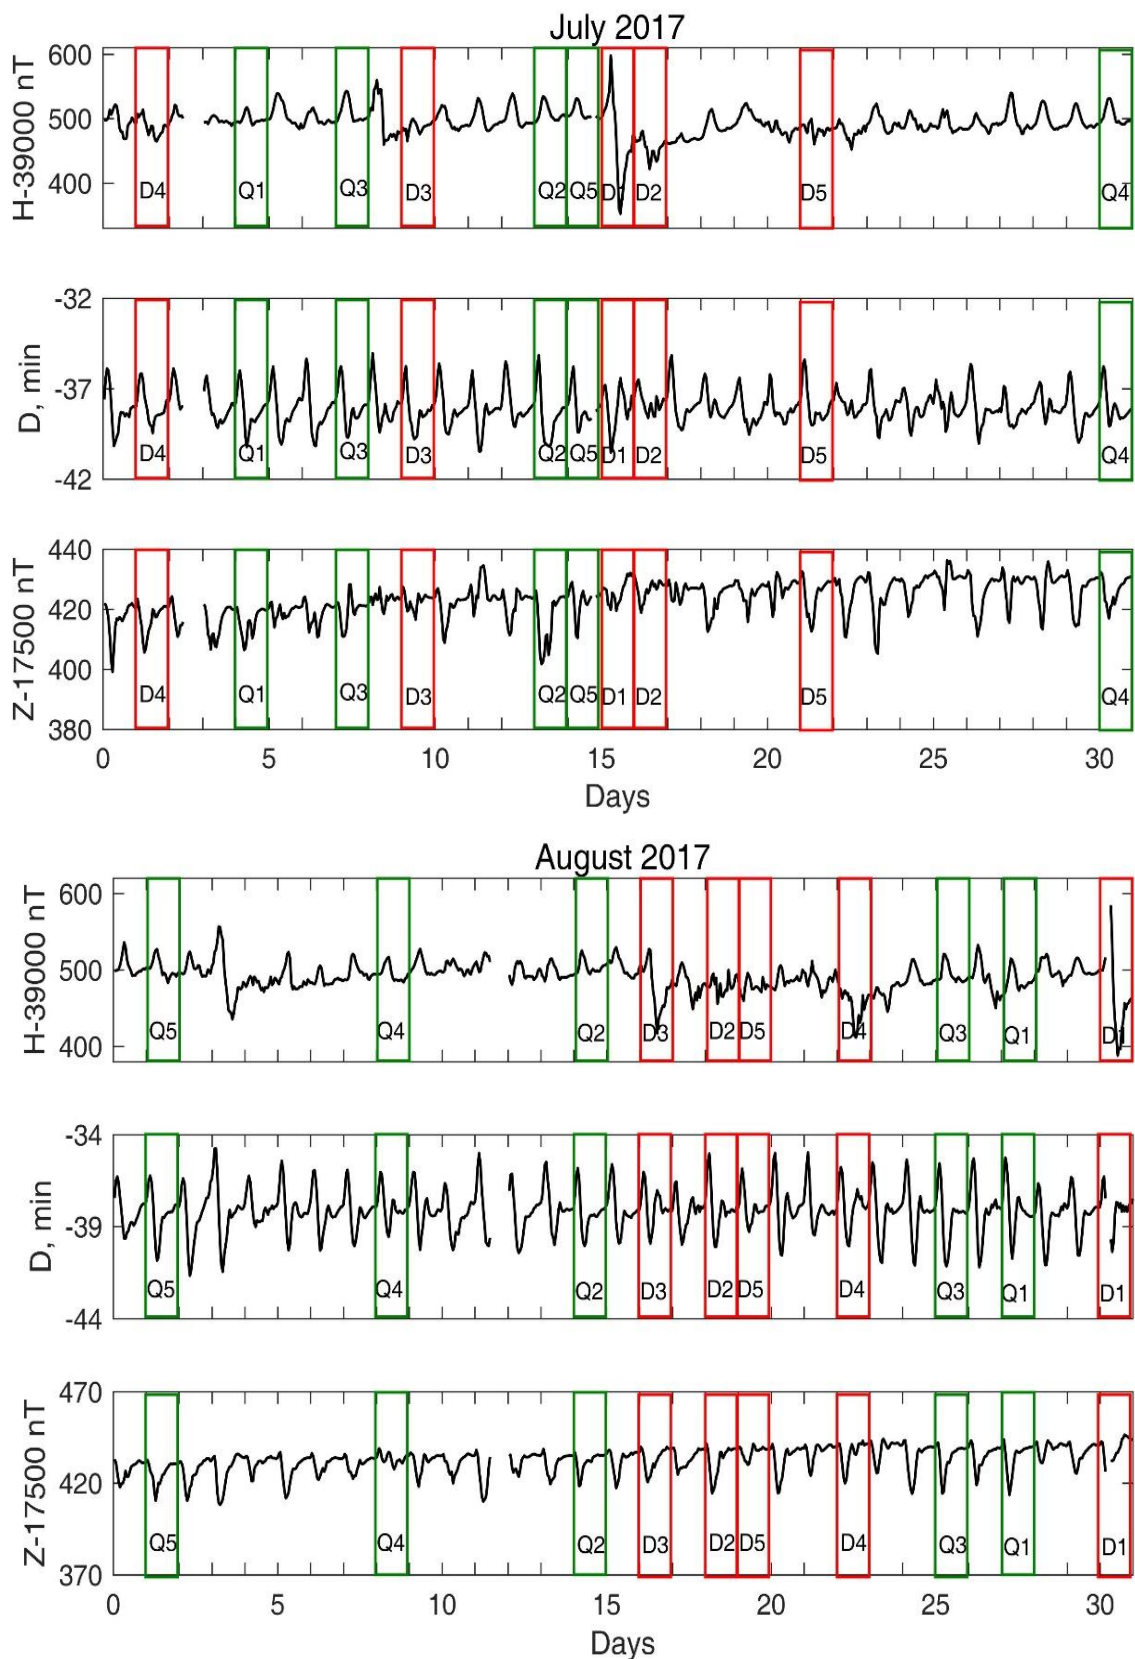 July 2017
H-39000 nT
600
500
400
D4 Q1 Q3 D3 Q2 Q5 D1 D2 D5 Q4
D, min
-32
-37
-42
D4 Q1 Q3 D3 Q2 Q5 D1 D2 D5 Q4
Z-17500 nT
440
420
400
380
D4 Q1 Q3 D3 Q2 Q5 D1 D2 D5 Q4
0 5 10 15 20 25 30
Days
August 2017
H-39000 nT
600
500
400
Q5 Q4 Q2 D3 D2 D5 D4 Q3 Q1 D1
D, min
-34
-39
-44
Q5 Q4 Q2 D3 D2 D5 D4 Q3 Q1 D1
Z-17500 nT
470
420
370
Q5 Q4 Q2 D3 D2 D5 D4 Q3 Q1 D1
0 5 10 15 20 25 30
Days